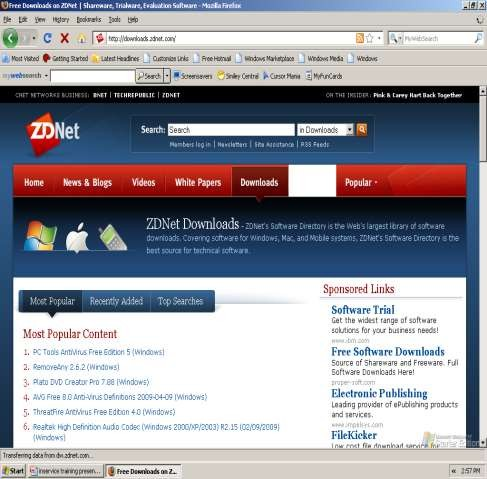 Free Downloads on ZDNet | Shareware, Trialware, Evaluation Software - Mozilla Firefox
File Edit View History Bookmarks Tools Help
http://downloads.zdnet.com/
MyWebSearch
Most Visited Getting Started Latest Headlines Customize Links Free Hotmail Windows Marketplace Windows Media Windows
mywebsearch Search Screensavers Smiley Central Cursor Mania MyFunCards
CNET NETWORKS BUSINESS: BNET | TECHREPUBLIC | ZDNET ON THE INSIDER: Pink & Carey Hart Back Together
ZDNet
Search: Search in Downloads
Members log in | Newsletters | Site Assistance | RSS Feeds
Home News & Blogs Videos White Papers Downloads Popular
ZDNet Downloads - ZDNet's Software Directory is the Web's largest library of software
downloads. Covering software for Windows, Mac, and Mobile systems, ZDNet's Software Directory is the
best source for technical software.
Most Popular Recently Added Top Searches
Most Popular Content
1. PC Tools AntiVirus Free Edition 5 (Windows)
2. RemoveAny 2.6.2 (Windows)
3. Plato DVD Creator Pro 7.88 (Windows)
4. AVG Free 8.0 Anti-Virus Definitions 2009-04-09 (Windows)
5. ThreatFire AntiVirus Free Edition 4.0 (Windows)
6. Realtek High Definition Audio Codec (Windows 2000/XP/2003) R2.15 (02/09/2009)
(Windows)
Sponsored Links
Software Trial
Get the widest range of software
solutions for your business needs!
www.ibm.com
Free Software Downloads
Source of Shareware and Freeware. Full
Software Downloads Here!
proper-soft.com
Electronic Publishing
Leading provider of ePublishing products
and services.
www.impelsys.com
FileKicker
Low cost file download service for
Transferring data from dw.zdnet.com...
Start inservice training presen... Free Downloads on Z... 2:57 PM